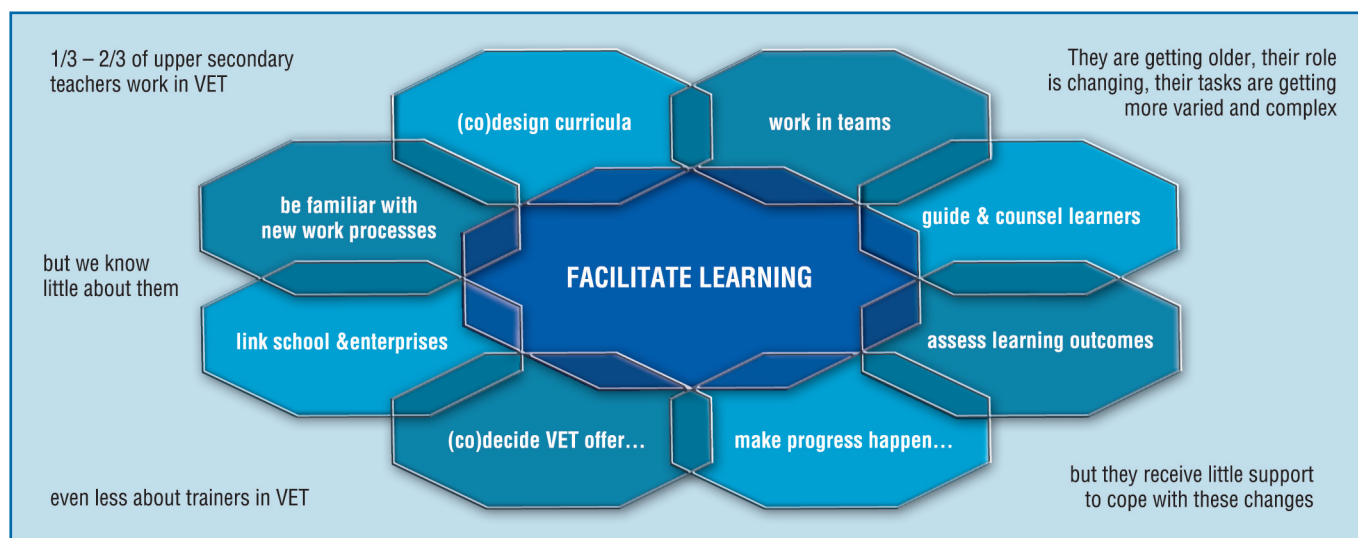 1/3 – 2/3 of upper secondary
teachers work in VET
They are getting older, their role
is changing, their tasks are getting
more varied and complex
(co)design curricula
work in teams
be familiar with
new work processes
guide & counsel learners
but we know
little about them
FACILITATE LEARNING
link school &enterprises
assess learning outcomes
(co)decide VET offer...
make progress happen...
even less about trainers in VET
but they receive little support
to cope with these changes